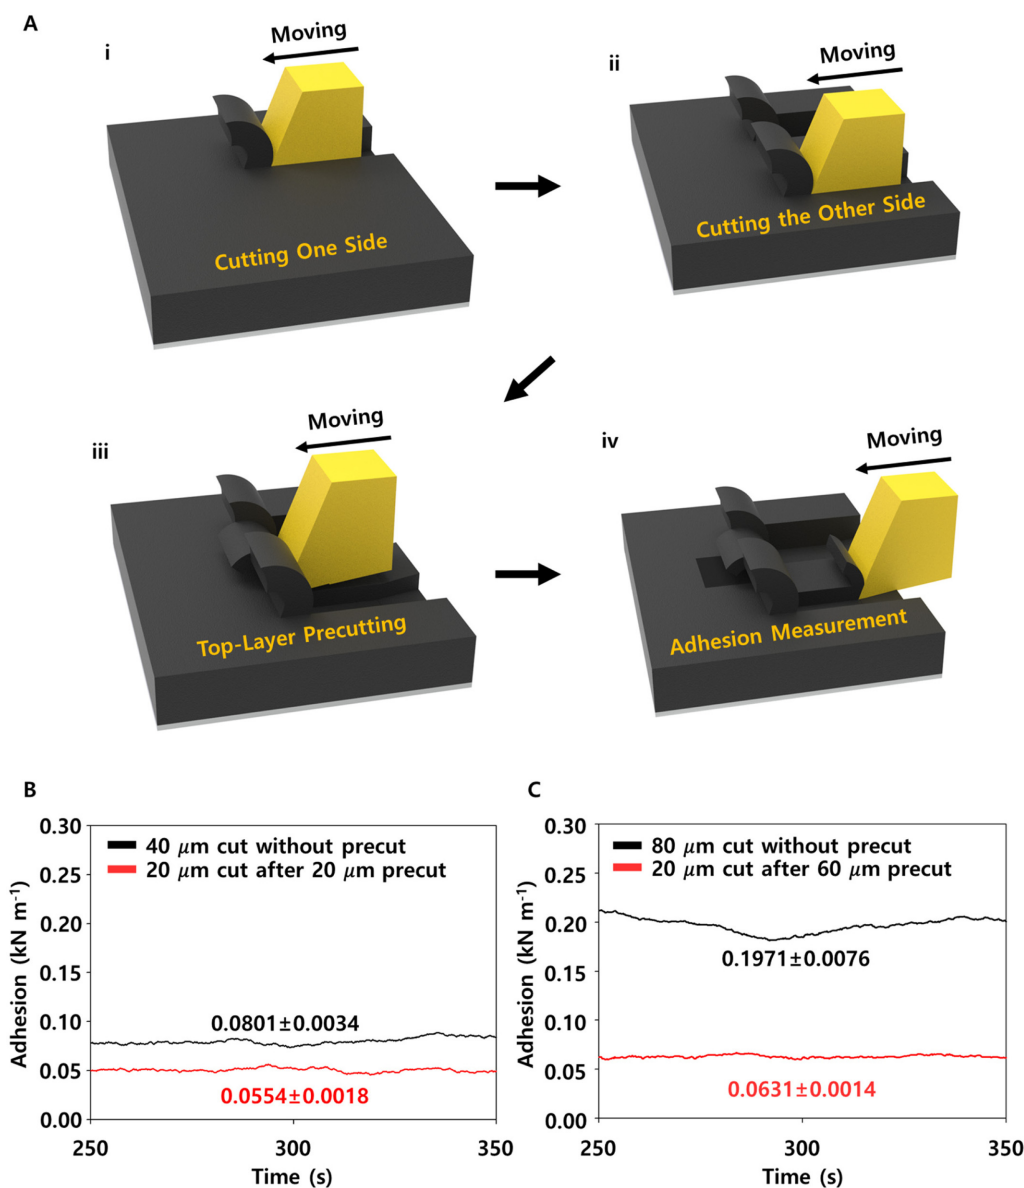 A
i
Moving
Cutting One Side
ii
Moving
Cutting the Other Side
iii
Moving
Top-Layer Precutting
iv
Moving
Adhesion Measurement
B
Adhesion (kN m⁻¹)
0.30
0.25
0.20
0.15
0.10
0.05
0.00
40 μm cut without precut
20 μm cut after 20 μm precut
0.0801±0.0034
0.0554±0.0018
250
300
350
Time (s)
C
Adhesion (kN m⁻¹)
0.30
0.25
0.20
0.15
0.10
0.05
0.00
80 μm cut without precut
20 μm cut after 60 μm precut
0.1971±0.0076
0.0631±0.0014
250
300
350
Time (s)